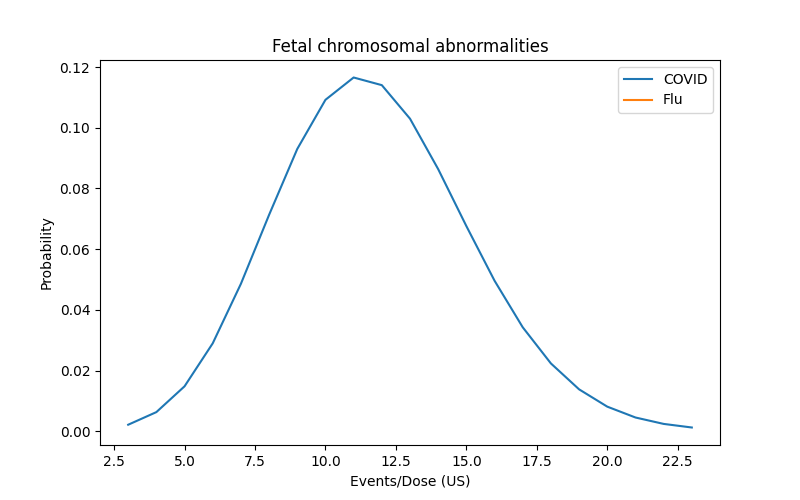 Fetal chromosomal abnormalities
COVID
Flu
Probability
0.12
0.10
0.08
0.06
0.04
0.02
0.00
2.5 5.0 7.5 10.0 12.5 15.0 17.5 20.0 22.5
Events/Dose (US)